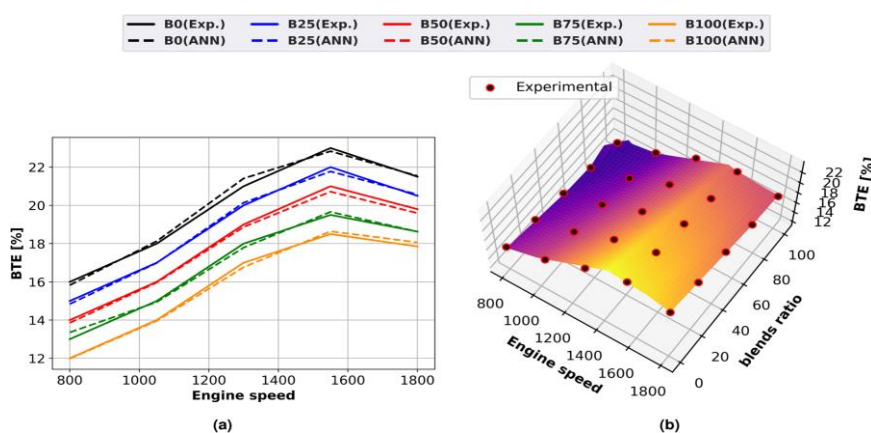 B0(Exp.) B25(Exp.) B50(Exp.) B75(Exp.) B100(Exp.)
B0(ANN) B25(ANN) B50(ANN) B75(ANN) B100(ANN)
22
20
18
16
14
12
BTE [%]
800 1000 1200 1400 1600 1800
Engine speed
(a)
Experimental
22
20
18
16
14
12
BTE [%]
100
80
60
40
20
0
blends ratio
800
1000
1200
1400
1600
1800
Engine speed
(b)